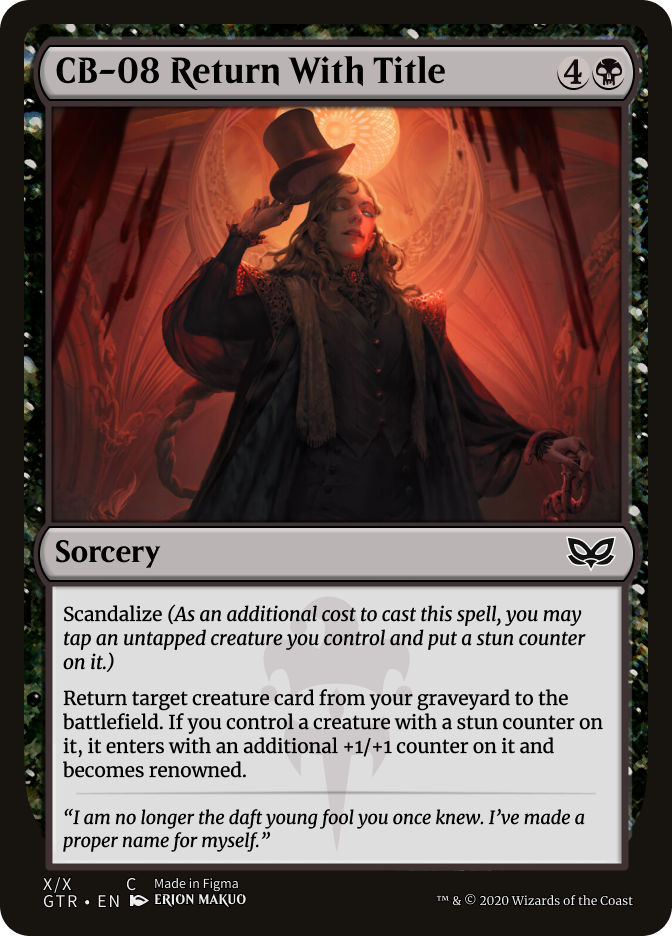 CB-08 Return With Title
4
Sorcery
Scandalize (As an additional cost to cast this spell, you may
tap an untapped creature you control and put a stun counter
on it.)
Return target creature card from your graveyard to the
battlefield. If you control a creature with a stun counter on
it, it enters with an additional +1/+1 counter on it and
becomes renowned.
“I am no longer the daft young fool you once knew. I’ve made a
proper name for myself.”
X/X C Made in Figma
GTR • EN ERION MAKUO ™ & © 2020 Wizards of the Coast